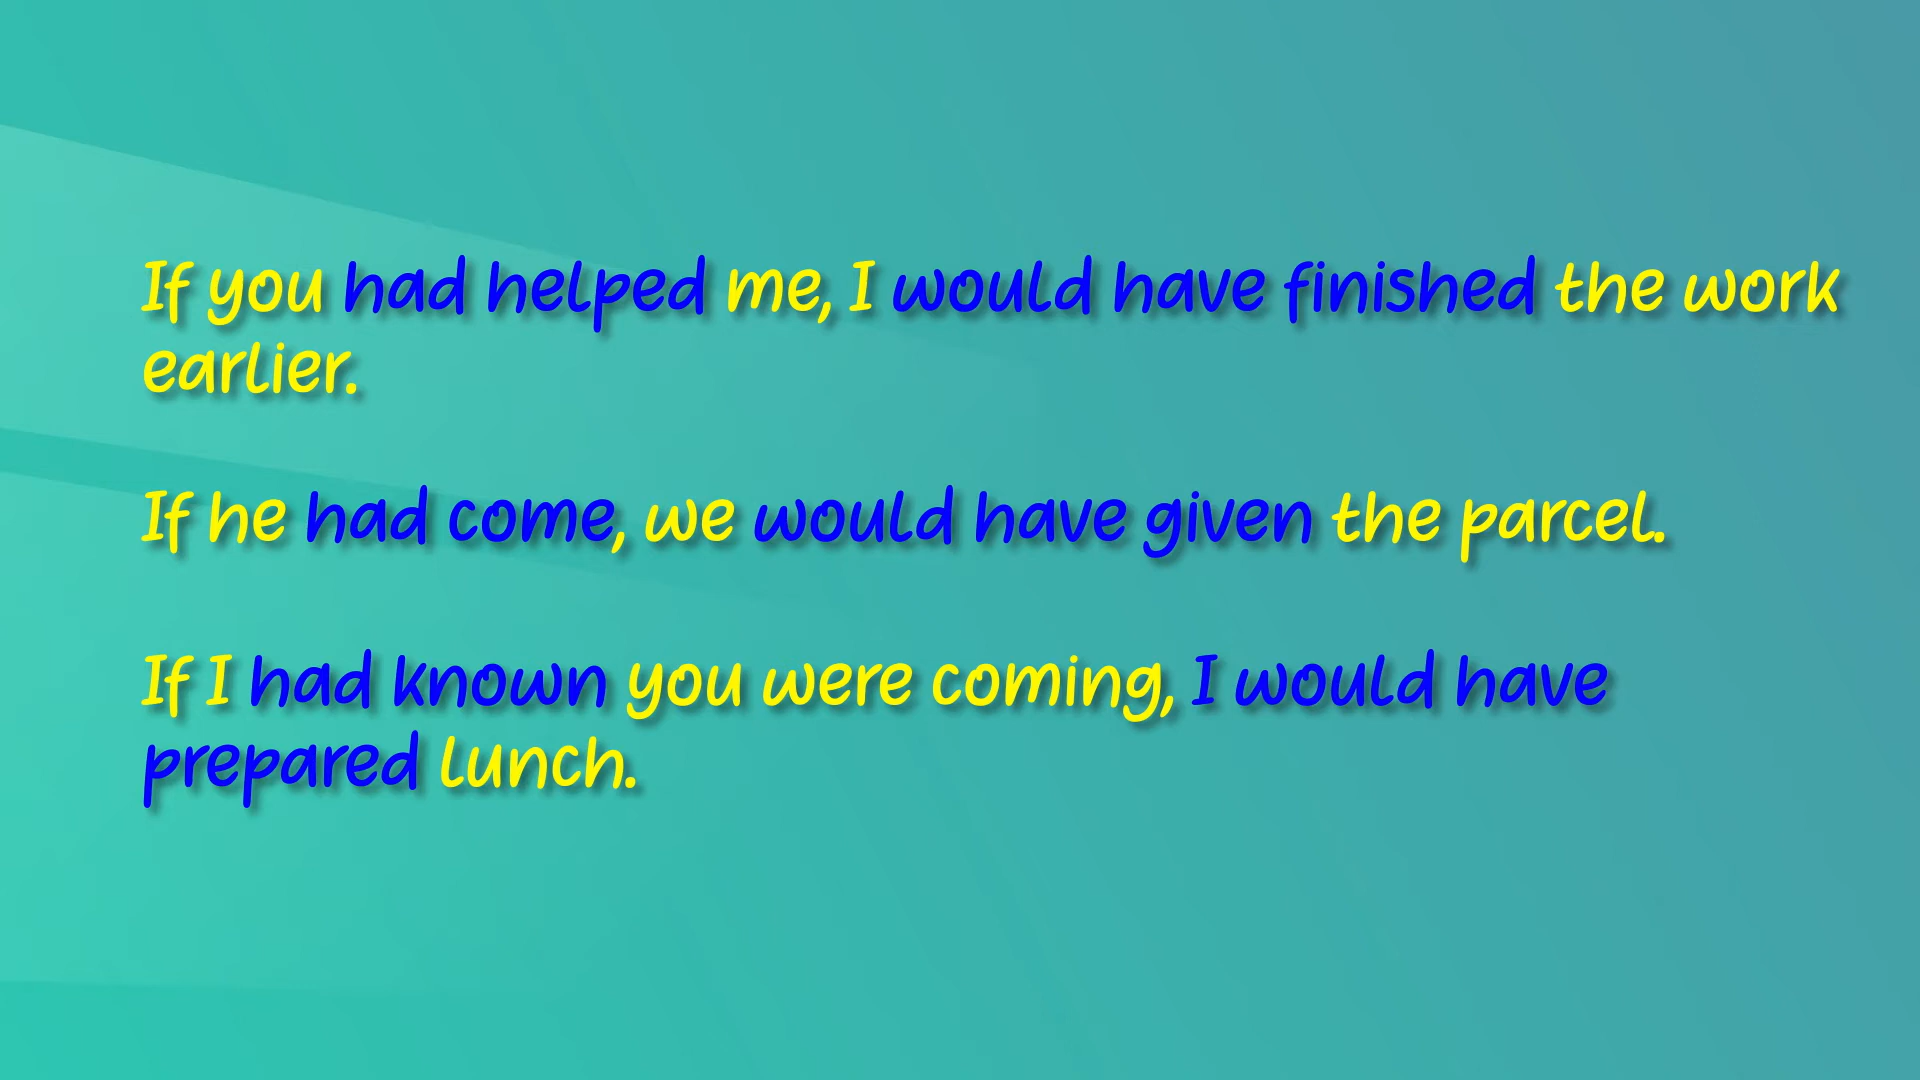 If you had helped me, I would have finished the work
earlier.
If he had come, we would have given the parcel.
If I had known you were coming, I would have
prepared lunch.